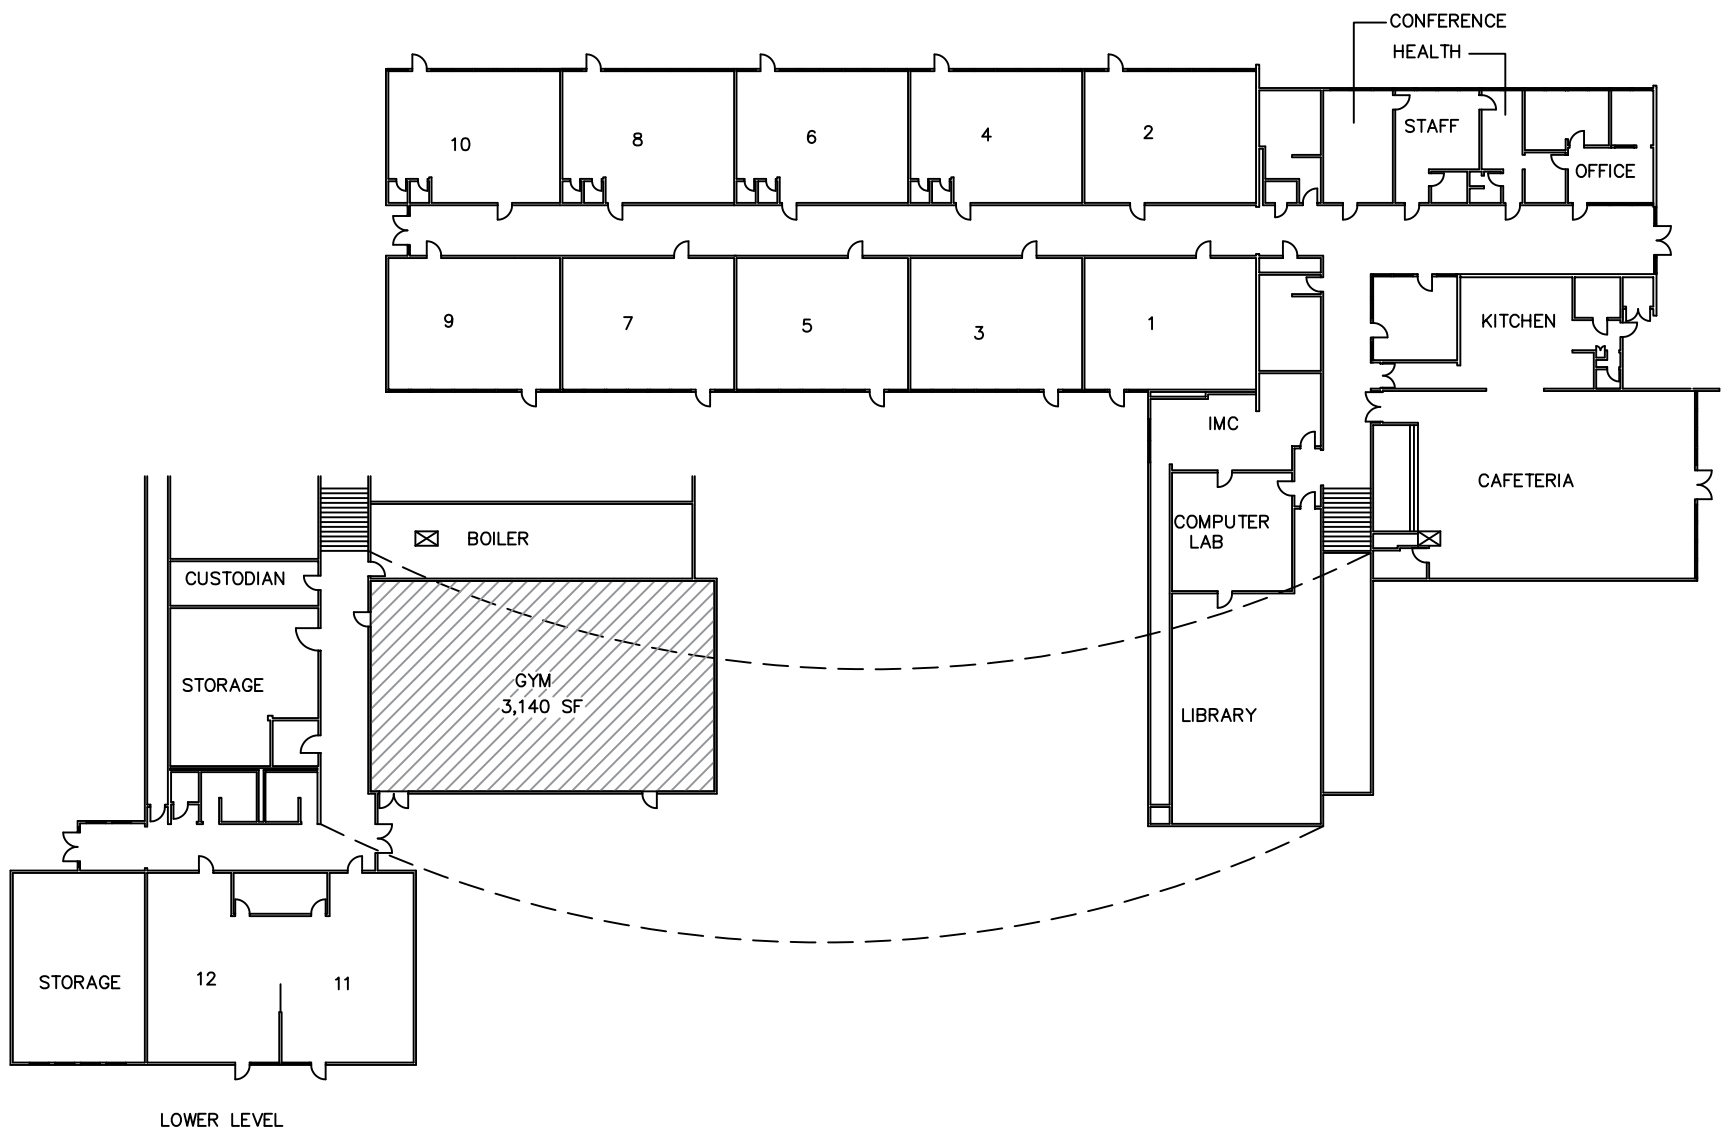 CONFERENCE
HEALTH
10
8
6
4
2
STAFF
OFFICE
9
7
5
3
1
KITCHEN
IMC
CAFETERIA
COMPUTER
LAB
BOILER
CUSTODIAN
STORAGE
GYM
3,140 SF
LIBRARY
STORAGE
12
11
LOWER LEVEL